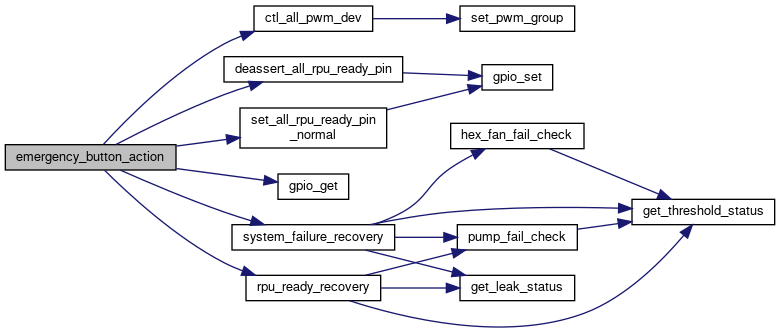 emergency_button_action
ctl_all_pwm_dev
set_pwm_group
deassert_all_rpu_ready_pin
gpio_set
set_all_rpu_ready_pin
_normal
gpio_get
hex_fan_fail_check
get_threshold_status
system_failure_recovery
pump_fail_check
rpu_ready_recovery
get_leak_status